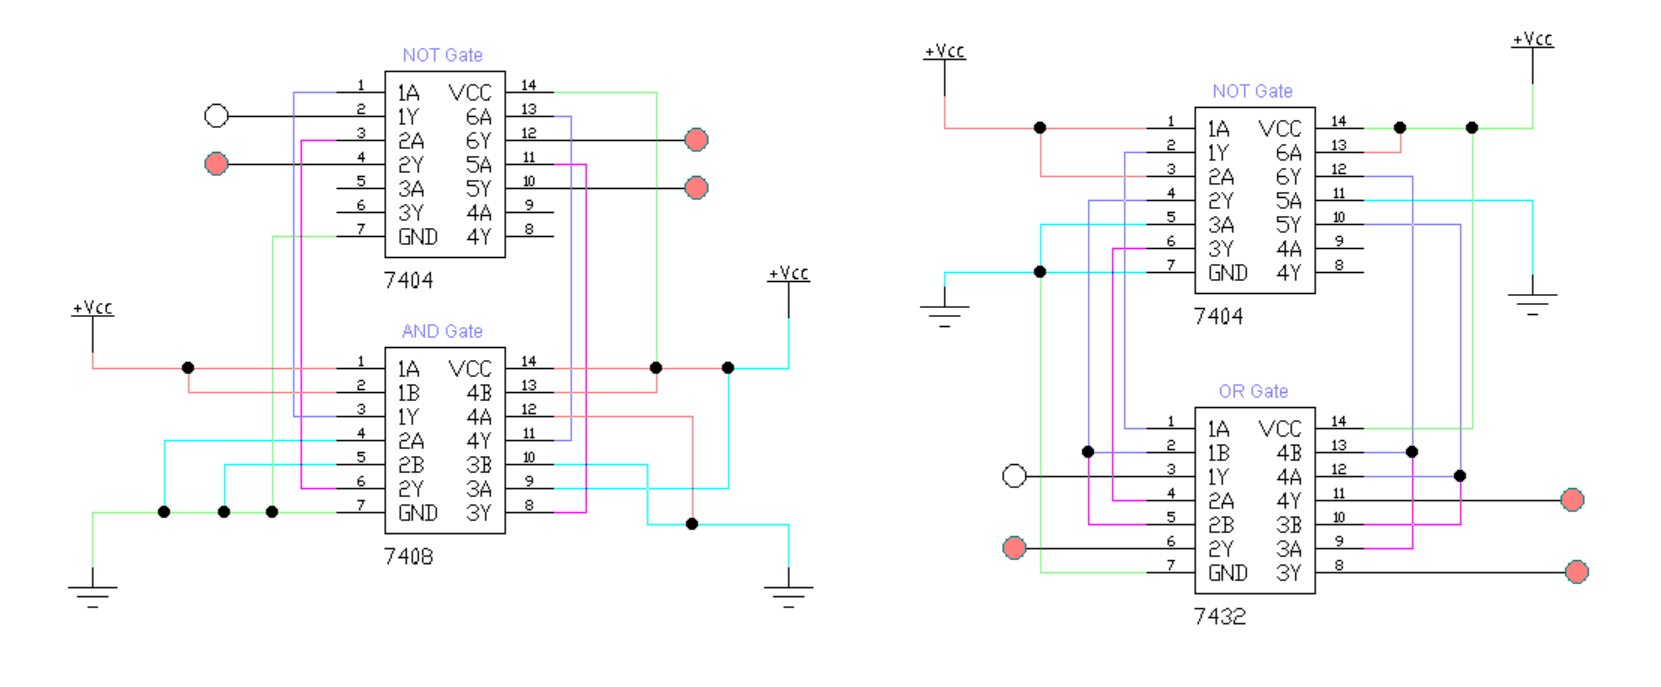 NOT Gate
1 1A VCC 14
2 1Y 6A 13
3 2A 6Y 12
4 2Y 5A 11
5 3A 5Y 10
6 3Y 4A 9
7 GND 4Y 8
7404
+Vcc
+Vcc
AND Gate
1 1A VCC 14
2 1B 4B 13
3 1Y 4A 12
4 2A 4Y 11
5 2B 3B 10
6 2Y 3A 9
7 GND 3Y 8
7408
+Vcc
+Vcc
NOT Gate
1 1A VCC 14
2 1Y 6A 13
3 2A 6Y 12
4 2Y 5A 11
5 3A 5Y 10
6 3Y 4A 9
7 GND 4Y 8
7404
OR Gate
1 1A VCC 14
2 1B 4B 13
3 1Y 4A 12
4 2A 4Y 11
5 2B 3B 10
6 2Y 3A 9
7 GND 3Y 8
7432